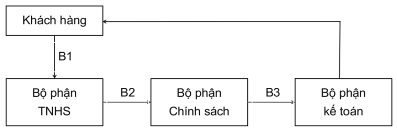 Khách hàng
B1
Bộ phận
TNHS
B2
Bộ phận
Chính sách
B3
Bộ phận
kế toán